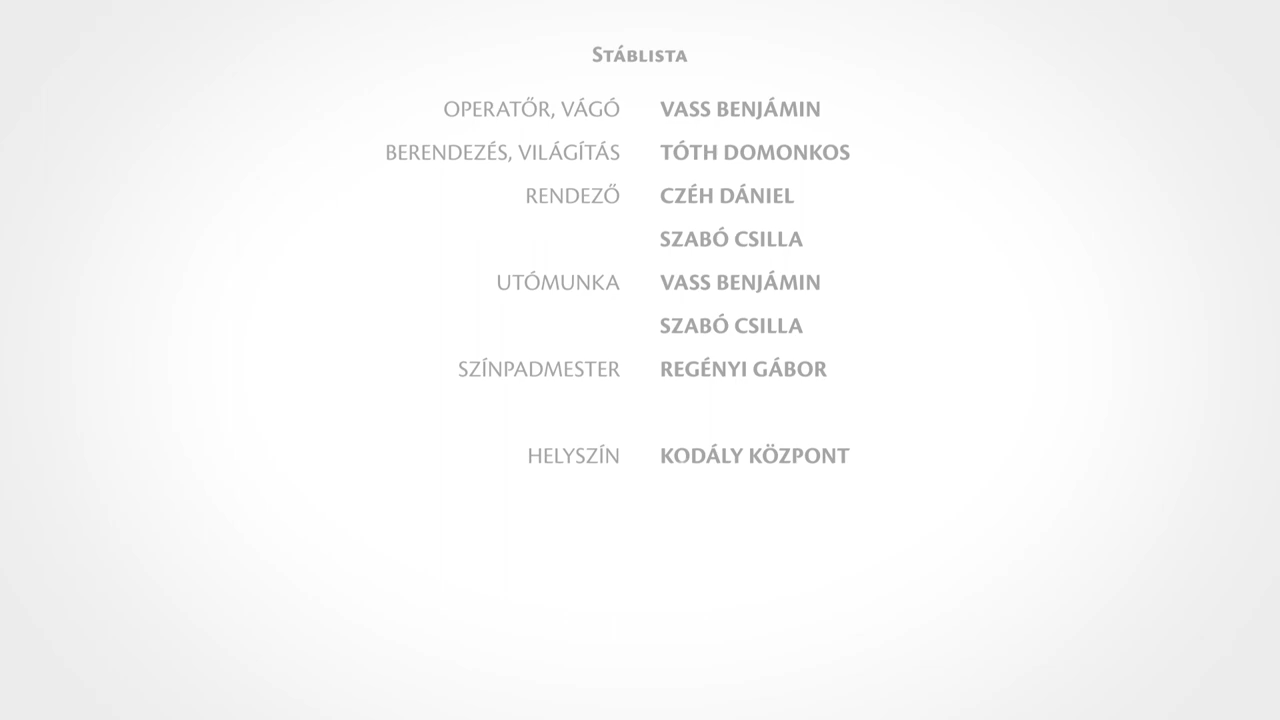 Stáblista
OPERATŐR, VÁGÓ VASS BENJÁMIN
BERENDEZÉS, VILÁGÍTÁS TÓTH DOMONKOS
RENDEZŐ CZÉH DÁNIEL
SZABÓ CSILLA
UTÓMUNKA VASS BENJÁMIN
SZABÓ CSILLA
SZÍNPADMESTER REGÉNYI GÁBOR
HELYSZÍN KODÁLY KÖZPONT